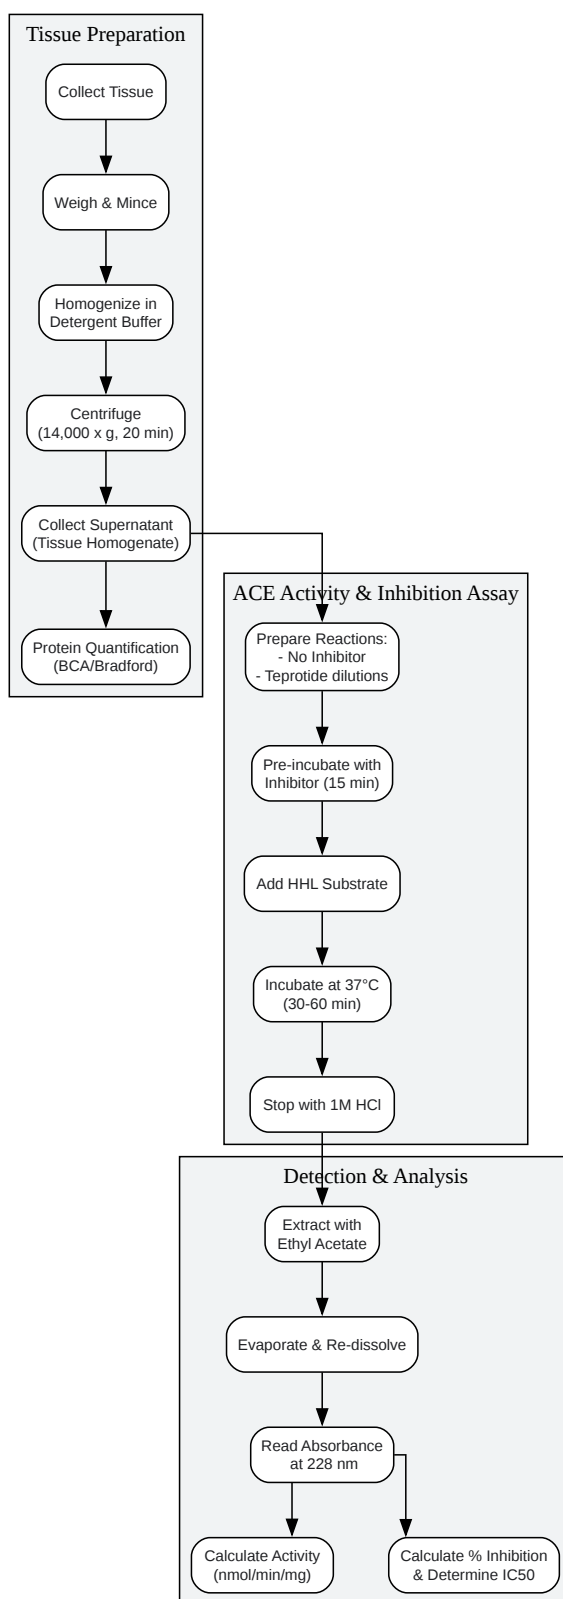 Tissue Preparation
Collect Tissue
Weigh & Mince
Homogenize in
Detergent Buffer
Centrifuge
(14,000 x g, 20 min)
Collect Supernatant
(Tissue Homogenate)
Protein Quantification
(BCA/Bradford)
ACE Activity & Inhibition Assay
Prepare Reactions:
- No Inhibitor
- Teprotide dilutions
Pre-incubate with
Inhibitor (15 min)
Add HHL Substrate
Incubate at 37°C
(30-60 min)
Stop with 1M HCl
Detection & Analysis
Extract with
Ethyl Acetate
Evaporate & Re-dissolve
Read Absorbance
at 228 nm
Calculate Activity
(nmol/min/mg)
Calculate % Inhibition
& Determine IC50